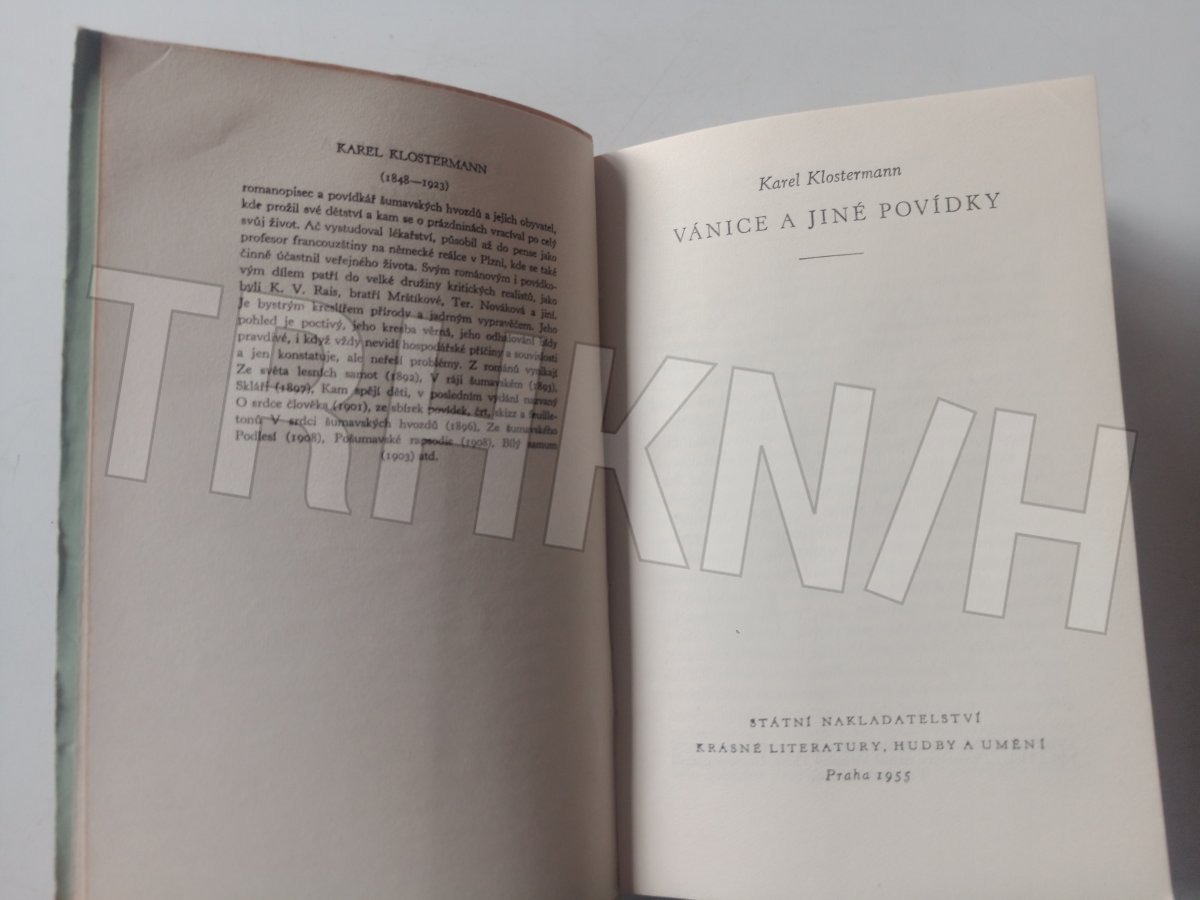 KAREL KLOSTERMANN
(1848—1923)
romanopisec a povídkář šumavských hvozdů a jejich obyvatel,
kde prožil své dětství a kam se o prázdninách vracíval po celý
svůj život. Ač vystudoval lékařství, působil až do pense jako
profesor francouzštiny na německé reálce v Plzni, kde se také
činně účastnil veřejného života. Svým románovým i povídko-
vým dílem patří do velké družiny kritických realistů, jako
byli K. V. Rais, bratři Mrštíkové, Ter. Nováková a jiní.
Je bystrým kreslířem přírody a jadrným vypravěčem. Jeho
pohled je poctivý, jeho kresba věrná, jeho odhalování bídy
pravdivé, i když vždy nevidí hospodářské příčiny a souvislosti
a jen konstatuje, ale neřeší problémy. Z románů vynikají
Ze světa lesních samot (1892), V ráji šumavském (1893),
Skláři (1897), Kam spějí děti, v posledním vydání nazvaný
O srdce člověka (1901), ze sbírek povídek, črt, skizz a feuille-
tonů V srdci šumavských hvozdů (1896), Ze šumavského
Podlesí (1908), Pošumavské rapsodie (1908), Bílý samum
(1903) atd.
Karel Klostermann
VÁNICE A JINÉ POVÍDKY
STÁTNÍ NAKLADATELSTVÍ
KRÁSNÉ LITERATURY, HUDBY A UMĚNÍ
Praha 1955
TRHKN/H